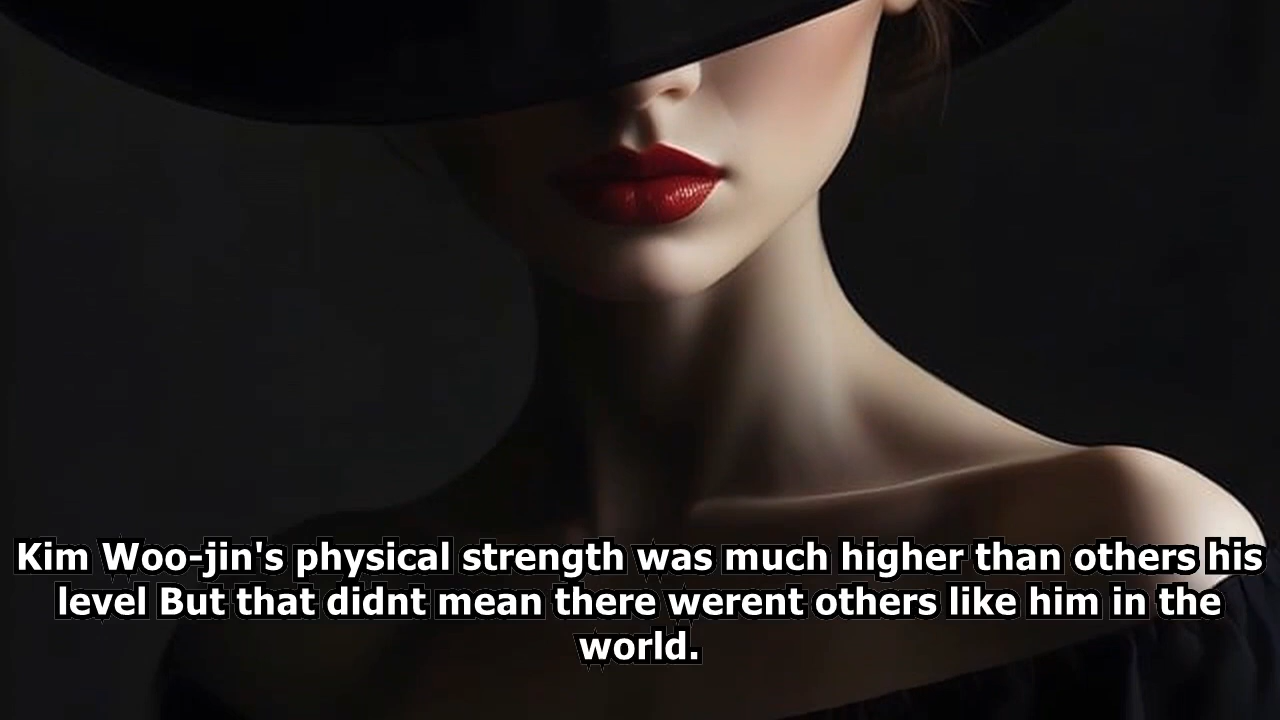 Kim Woo-jin's physical strength was much higher than others his
level But that didnt mean there werent others like him in the
world.